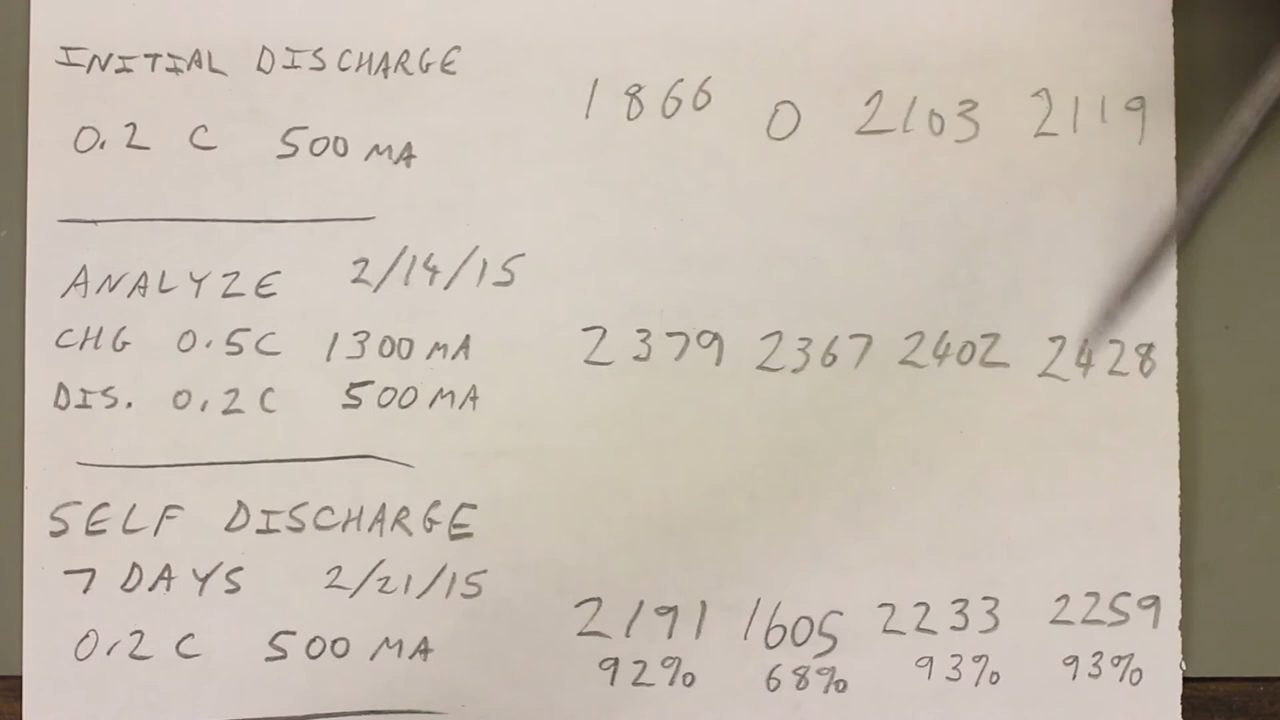 INITIAL DISCHARGE
1866 0 2103 2119
0.2 C 500 MA
ANALYZE 2/14/15
CHG 0.5C 1300 MA 2379 2367 2402 2428
DIS. 0.2C 500 MA
SELF DISCHARGE
7 DAYS 2/21/15
2191 1605 2233 2259
0.2 C 500 MA 92% 68% 93% 93%